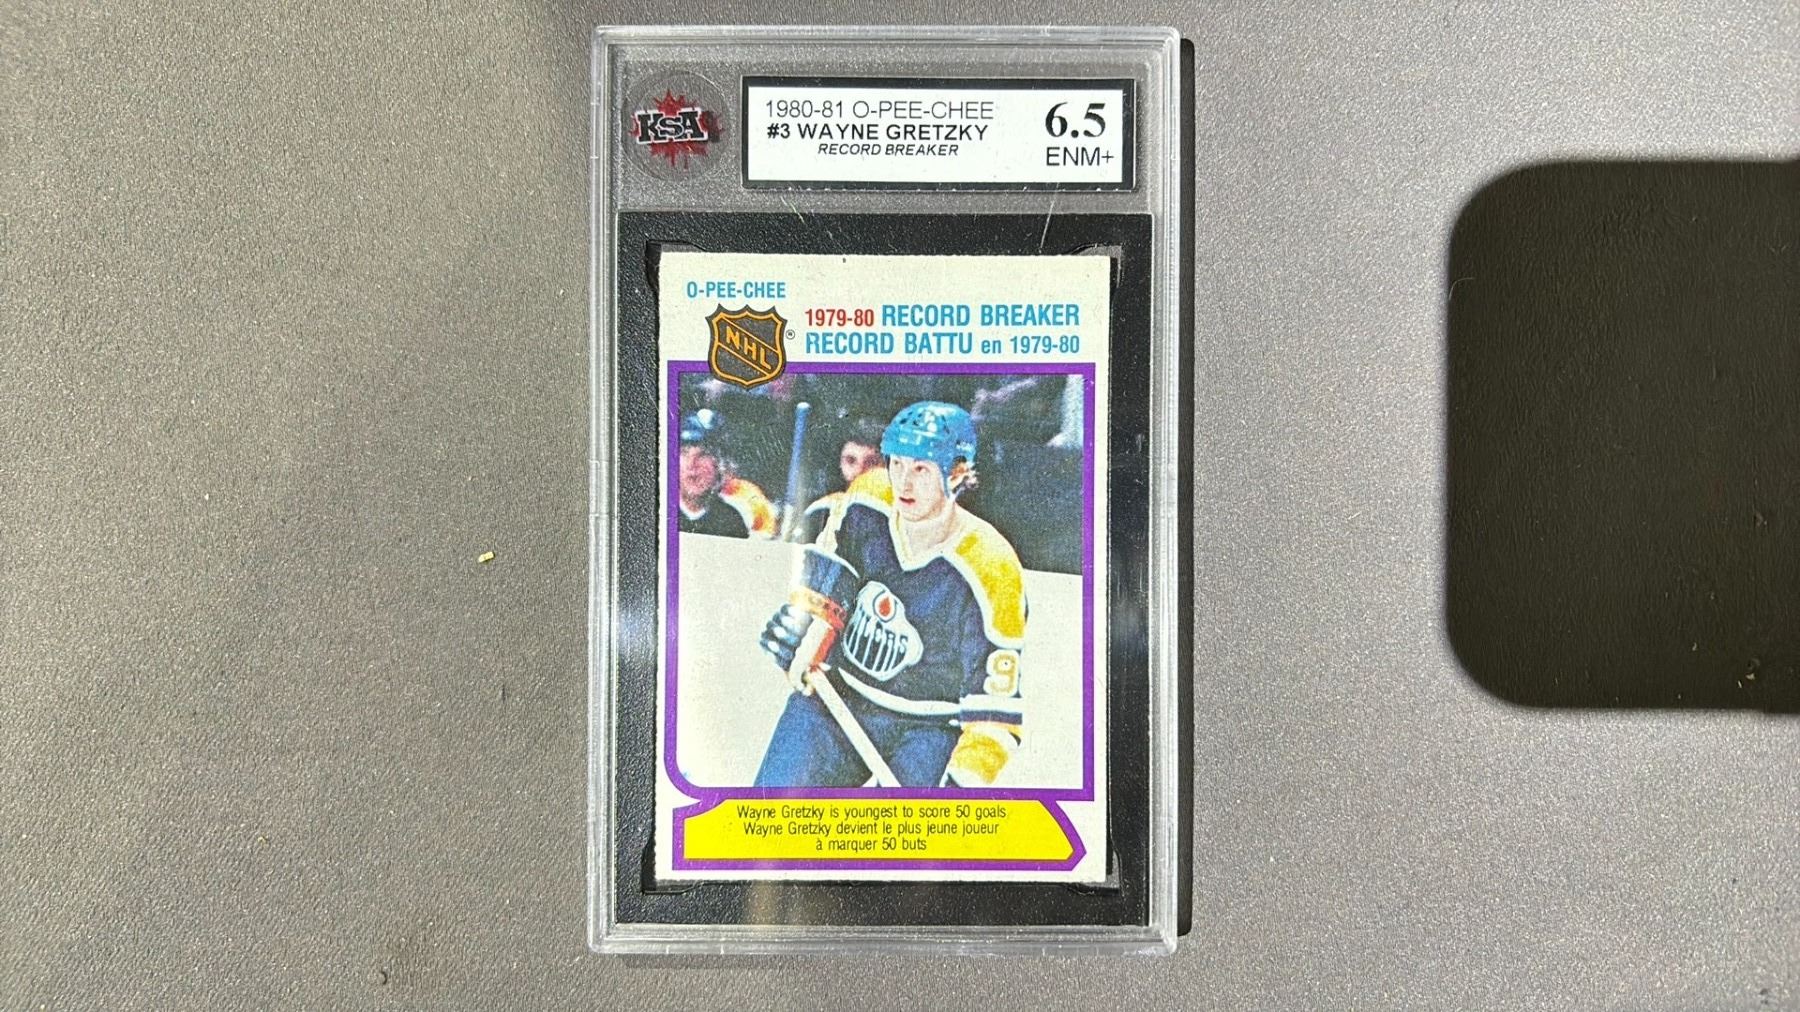 KSA
1980-81 O-PEE-CHEE
#3 WAYNE GRETZKY
RECORD BREAKER
6.5
ENM+
O-PEE-CHEE
NHL
®
1979-80 RECORD BREAKER
RECORD BATTU en 1979-80
OILERS
9
Wayne Gretzky is youngest to score 50 goals
Wayne Gretzky devient le plus jeune joueur
à marquer 50 buts